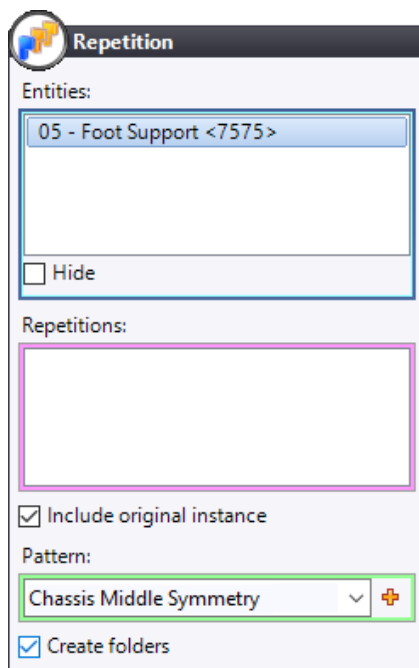 Repetition
Entities:
05 - Foot Support <7575>
Hide
Repetitions:
Include original instance
Pattern:
Chassis Middle Symmetry
Create folders